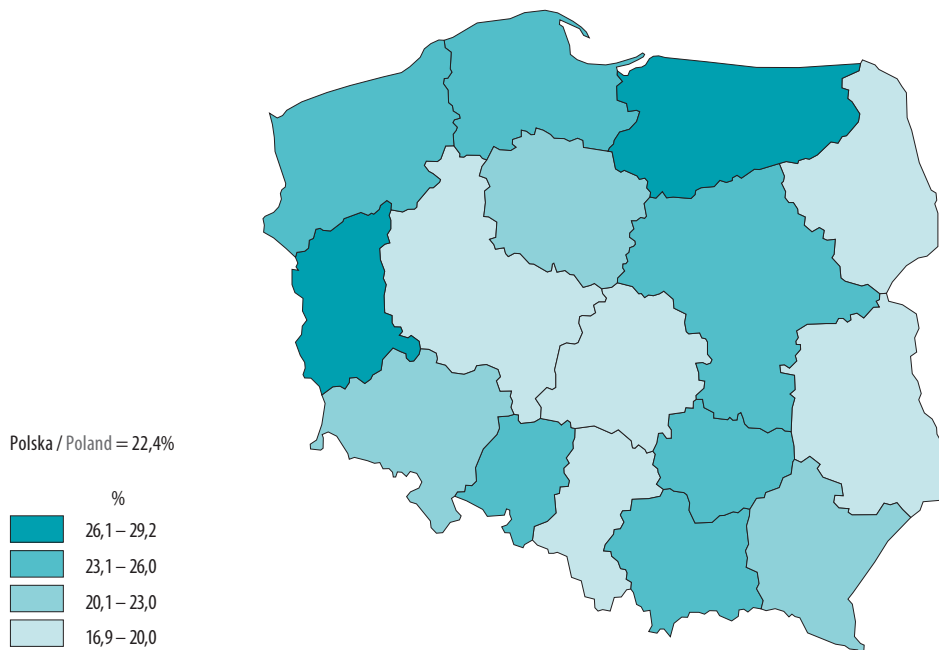 Polska / Poland = 22,4%
%
26,1 – 29,2
23,1 – 26,0
20,1 – 23,0
16,9 – 20,0